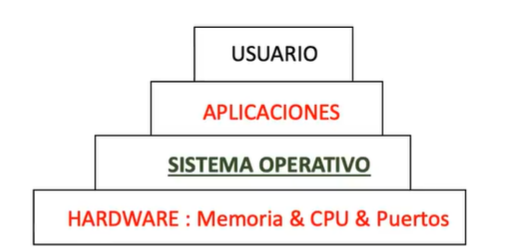 USUARIO
APLICACIONES
SISTEMA OPERATIVO
HARDWARE : Memoria & CPU & Puertos